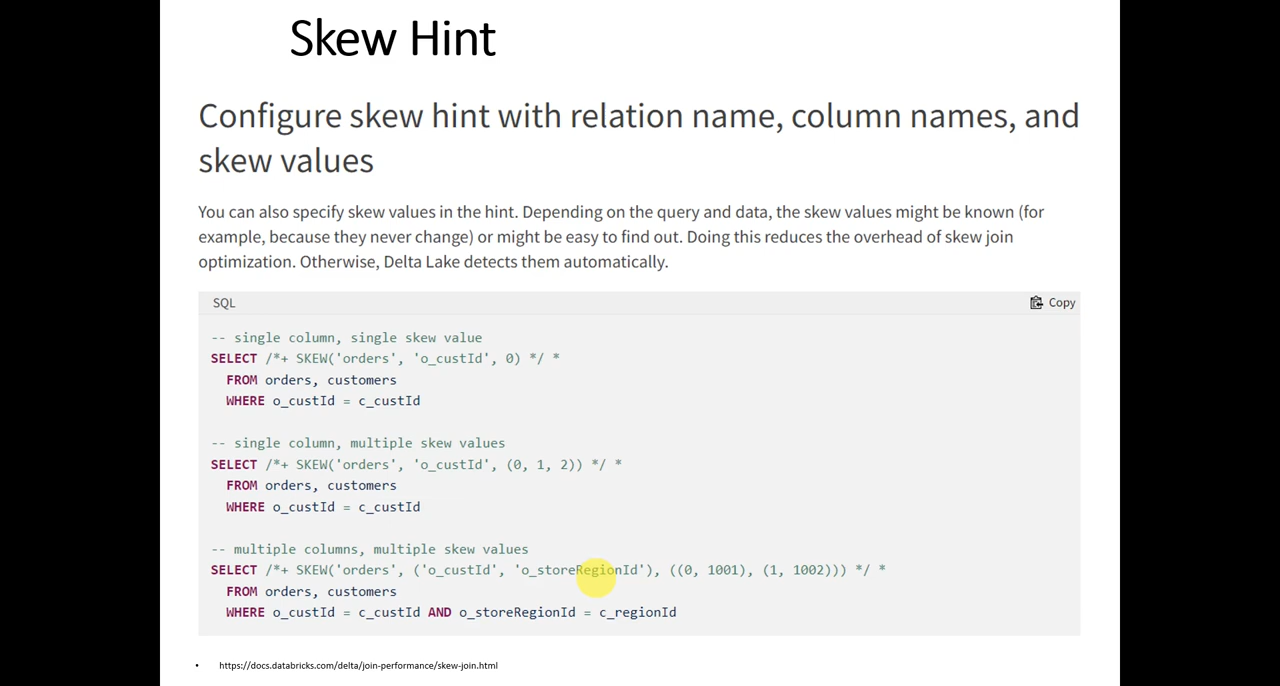 Skew Hint
Configure skew hint with relation name, column names, and
skew values
You can also specify skew values in the hint. Depending on the query and data, the skew values might be known (for
example, because they never change) or might be easy to find out. Doing this reduces the overhead of skew join
optimization. Otherwise, Delta Lake detects them automatically.
SQL
Copy
-- single column, single skew value
SELECT /*+ SKEW('orders', 'o_custId', 0) */ *
FROM orders, customers
WHERE o_custId = c_custId
-- single column, multiple skew values
SELECT /*+ SKEW('orders', 'o_custId', (0, 1, 2)) */ *
FROM orders, customers
WHERE o_custId = c_custId
-- multiple columns, multiple skew values
SELECT /*+ SKEW('orders', ('o_custId', 'o_storeRegionId'), ((0, 1001), (1, 1002))) */ *
FROM orders, customers
WHERE o_custId = c_custId AND o_storeRegionId = c_regionId
• https://docs.databricks.com/delta/join-performance/skew-join.html